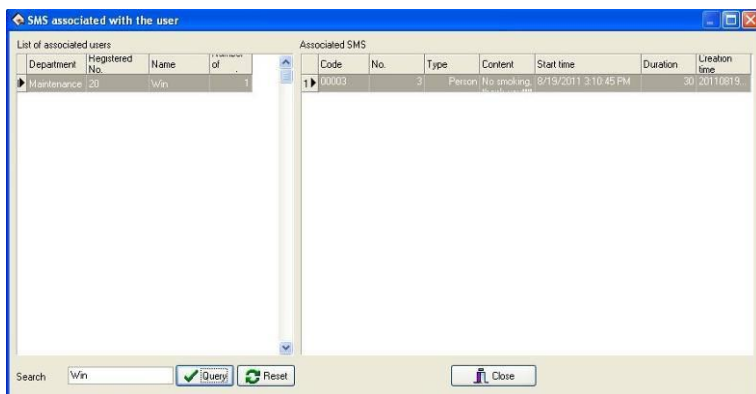 SMS associated with the user
List of associated users
Department Registered No. Name of
Maintenance 20 Win 1
Associated SMS
Code No. Type Content Start time Duration Creation time
1 00003 3 Person No smoking, 8/19/2011 3:10:45 PM 30 20110819.
Search Win Query Reset
Close